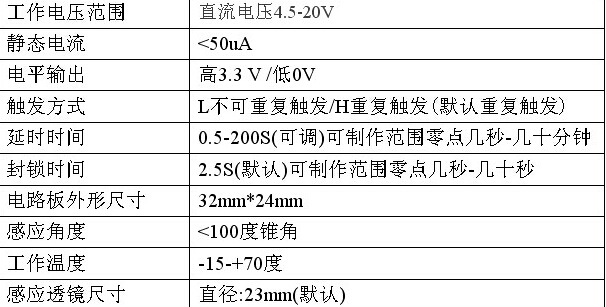 工作电压范围 直流电压4.5-20V
静态电流 <50uA
电平输出 高3.3 V /低0V
触发方式 L不可重复触发/H重复触发(默认重复触发)
延时时间 0.5-200S(可调)可制作范围零点几秒-几十分钟
封锁时间 2.5S(默认)可制作范围零点几秒-几十秒
电路板外形尺寸 32mm*24mm
感应角度 <100度锥角
工作温度 -15-+70度
感应透镜尺寸 直径:23mm(默认)